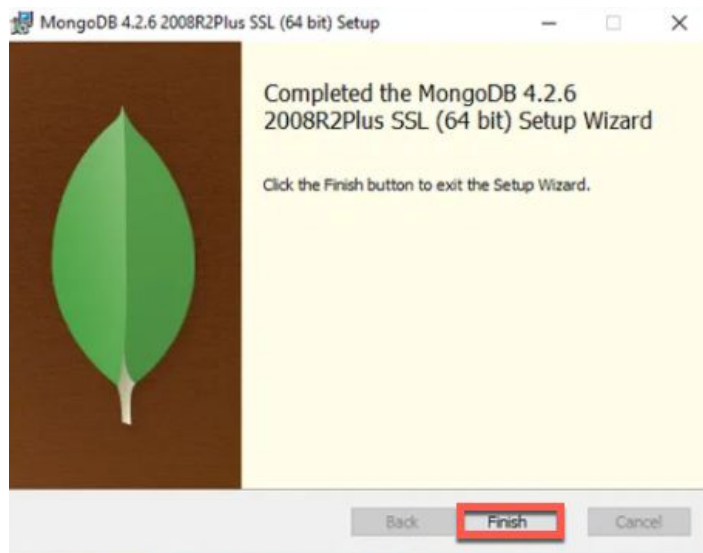 MongoDB 4.2.6 2008R2Plus SSL (64 bit) Setup
Completed the MongoDB 4.2.6
2008R2Plus SSL (64 bit) Setup Wizard
Click the Finish button to exit the Setup Wizard.
Back Finish Cancel